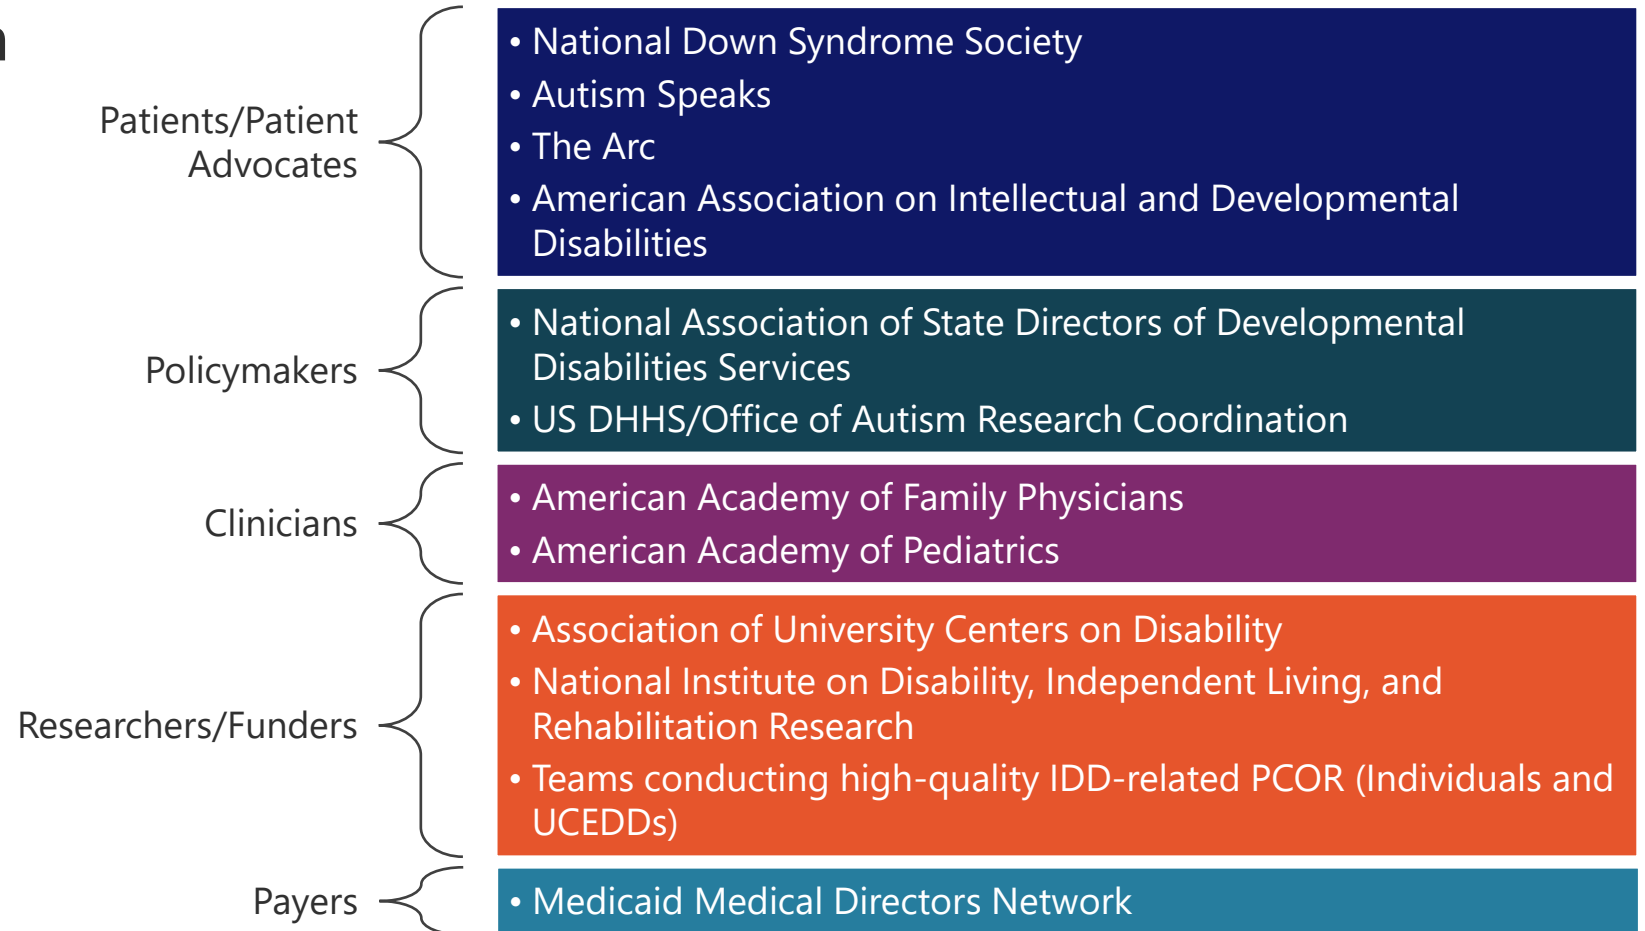 Patients/Patient
Advocates
• National Down Syndrome Society
• Autism Speaks
• The Arc
• American Association on Intellectual and Developmental
Disabilities
Policymakers
• National Association of State Directors of Developmental
Disabilities Services
• US DHHS/Office of Autism Research Coordination
Clinicians
• American Academy of Family Physicians
• American Academy of Pediatrics
Researchers/Funders
• Association of University Centers on Disability
• National Institute on Disability, Independent Living, and
Rehabilitation Research
• Teams conducting high-quality IDD-related PCOR (Individuals and
UCEDDs)
Payers
• Medicaid Medical Directors Network